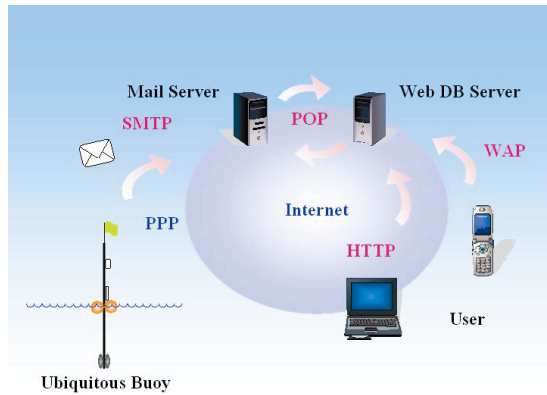 Mail Server
Web DB Server
SMTP
POP
WAP
PPP
Internet
HTTP
User
Ubiquitous Buoy